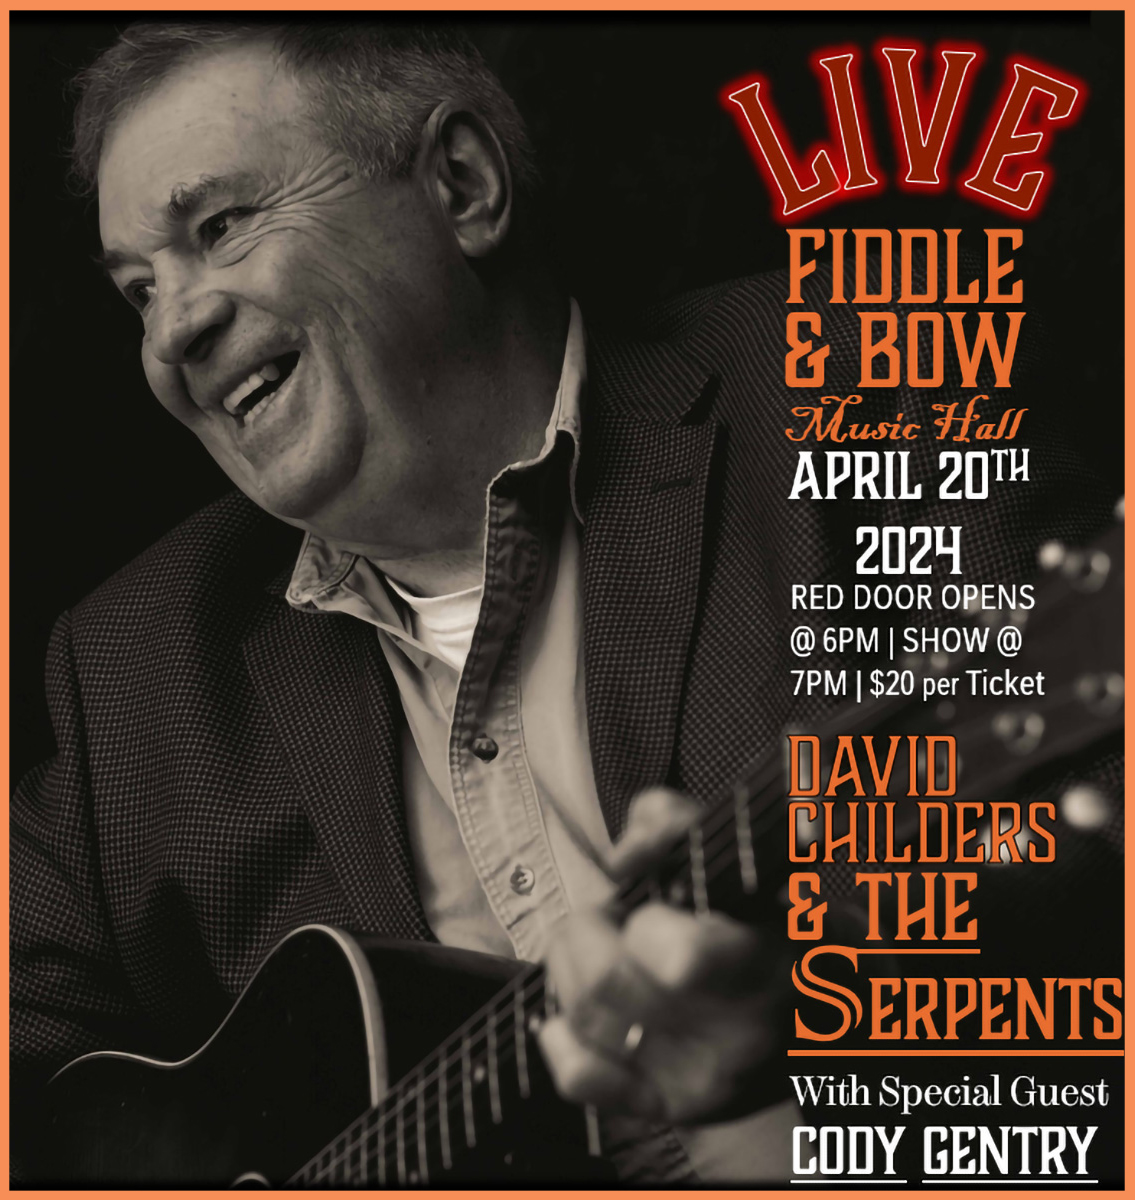 LIVE
FIDDLE
& BOW
Music Hall
APRIL 20TH
2024
RED DOOR OPENS
@ 6PM | SHOW @
7PM | $20 per Ticket
DAVID
CHILDERS
& THE
SERPENTS
With Special Guest
CODY GENTRY